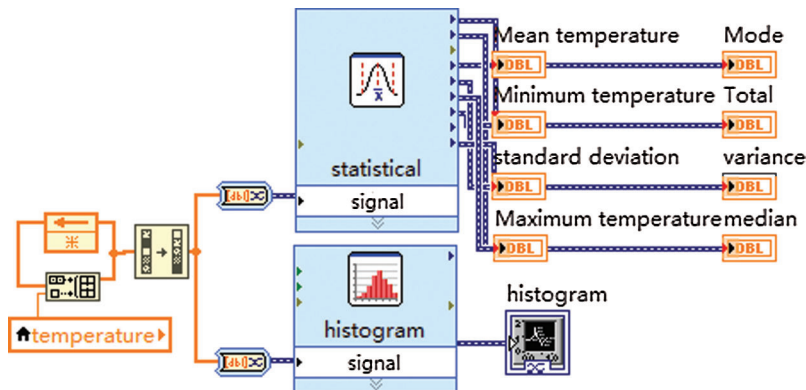 Mean temperature
Mode
DBL
DBL
Minimum temperature
Total
DBL
DBL
statistical
standard deviation
variance
signal
DBL
DBL
Maximum temperature
median
DBL
DBL
histogram
histogram
temperature
signal